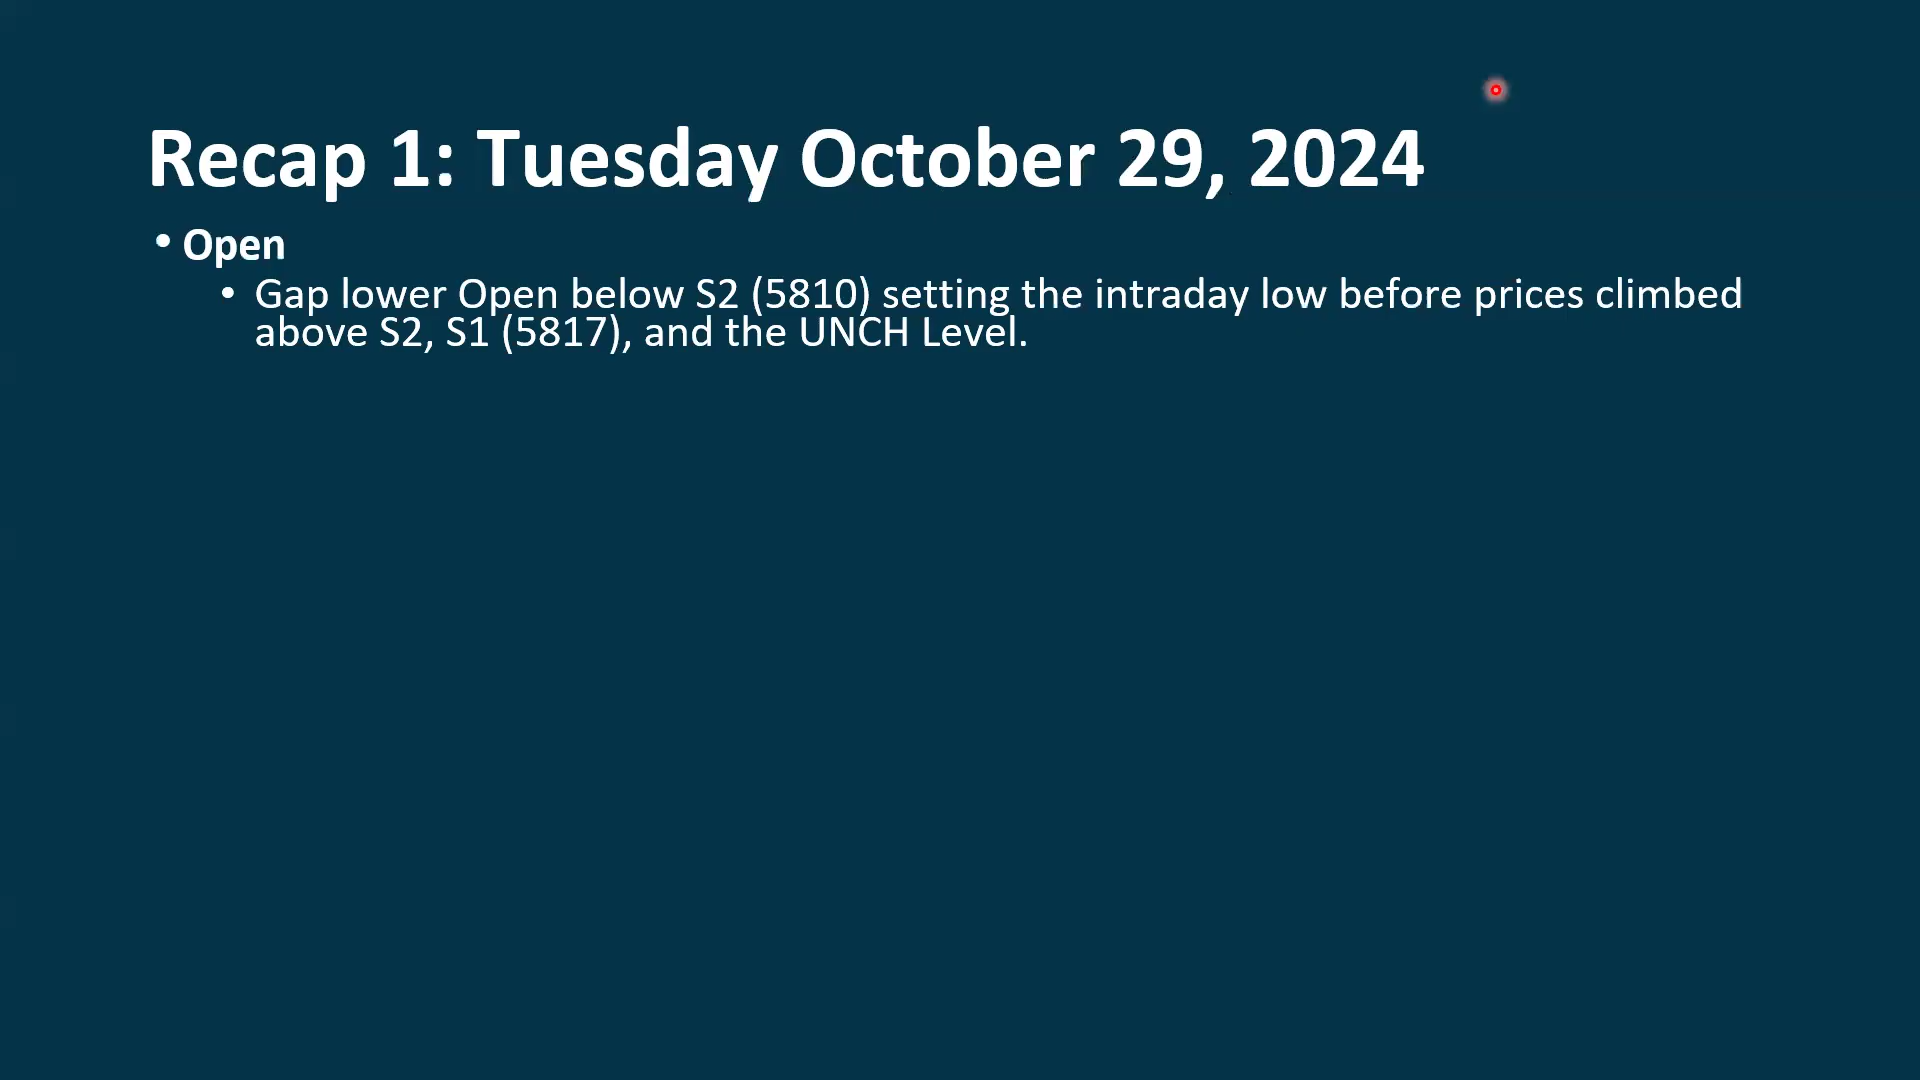 Recap 1: Tuesday October 29, 2024
• Open
• Gap lower Open below S2 (5810) setting the intraday low before prices climbed
above S2, S1 (5817), and the UNCH Level.